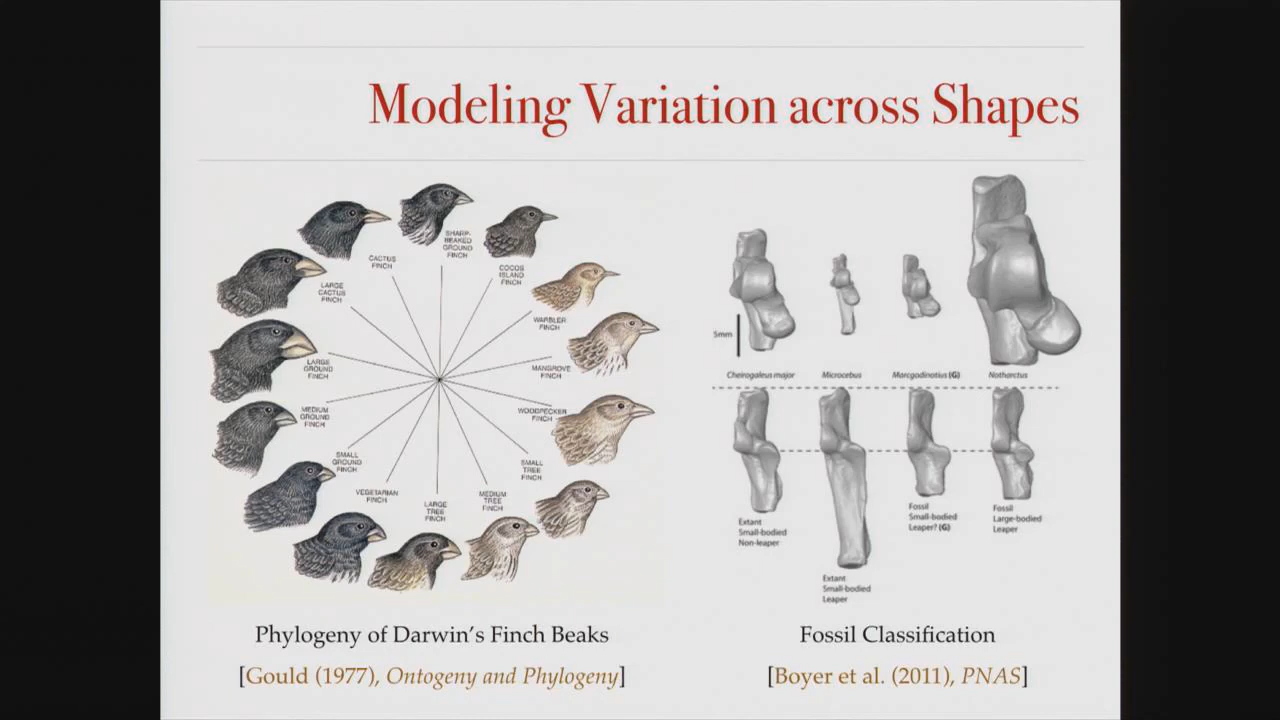 Modeling Variation across Shapes
SHARP-
BEAKED
GROUND
FINCH
COCOS
ISLAND
FINCH
WARBLER
FINCH
MANGROVE
FINCH
WOODPECKER
FINCH
SMALL
TREE
FINCH
MEDIUM
TREE
FINCH
LARGE
TREE
FINCH
VEGETARIAN
FINCH
SMALL
GROUND
FINCH
MEDIUM
GROUND
FINCH
LARGE
GROUND
FINCH
LARGE
CACTUS
FINCH
CACTUS
FINCH
Phylogeny of Darwin's Finch Beaks
[Gould (1977), Ontogeny and Phylogeny]
5mm
Cheirogaleus major
Microcebus
Marcgodinotius (G)
Notharctus
Extant
Small-bodied
Non-leaper
Extant
Small-bodied
Leaper
Fossil
Small-bodied
Leaper? (G)
Fossil
Large-bodied
Leaper
Fossil Classification
[Boyer et al. (2011), PNAS]